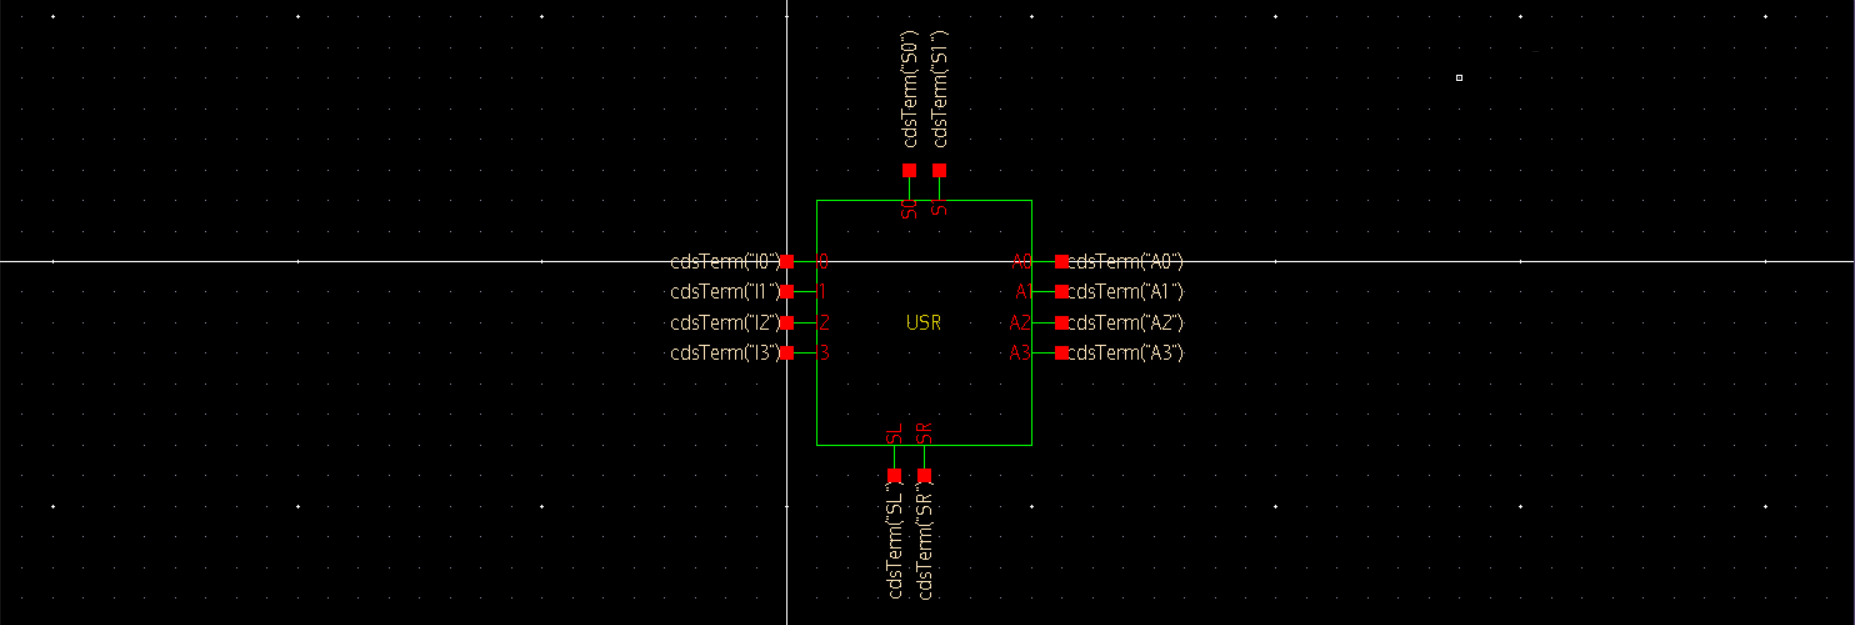 cdsTerm("S0")
cdsTerm("S1")
S0
S1
cdsTerm("I0")
I0
A0
cdsTerm("A0")
cdsTerm("I1")
I1
A1
cdsTerm("A1")
cdsTerm("I2")
I2
USR
A2
cdsTerm("A2")
cdsTerm("I3")
I3
A3
cdsTerm("A3")
SL
SR
cdsTerm("SL")
cdsTerm("SR")